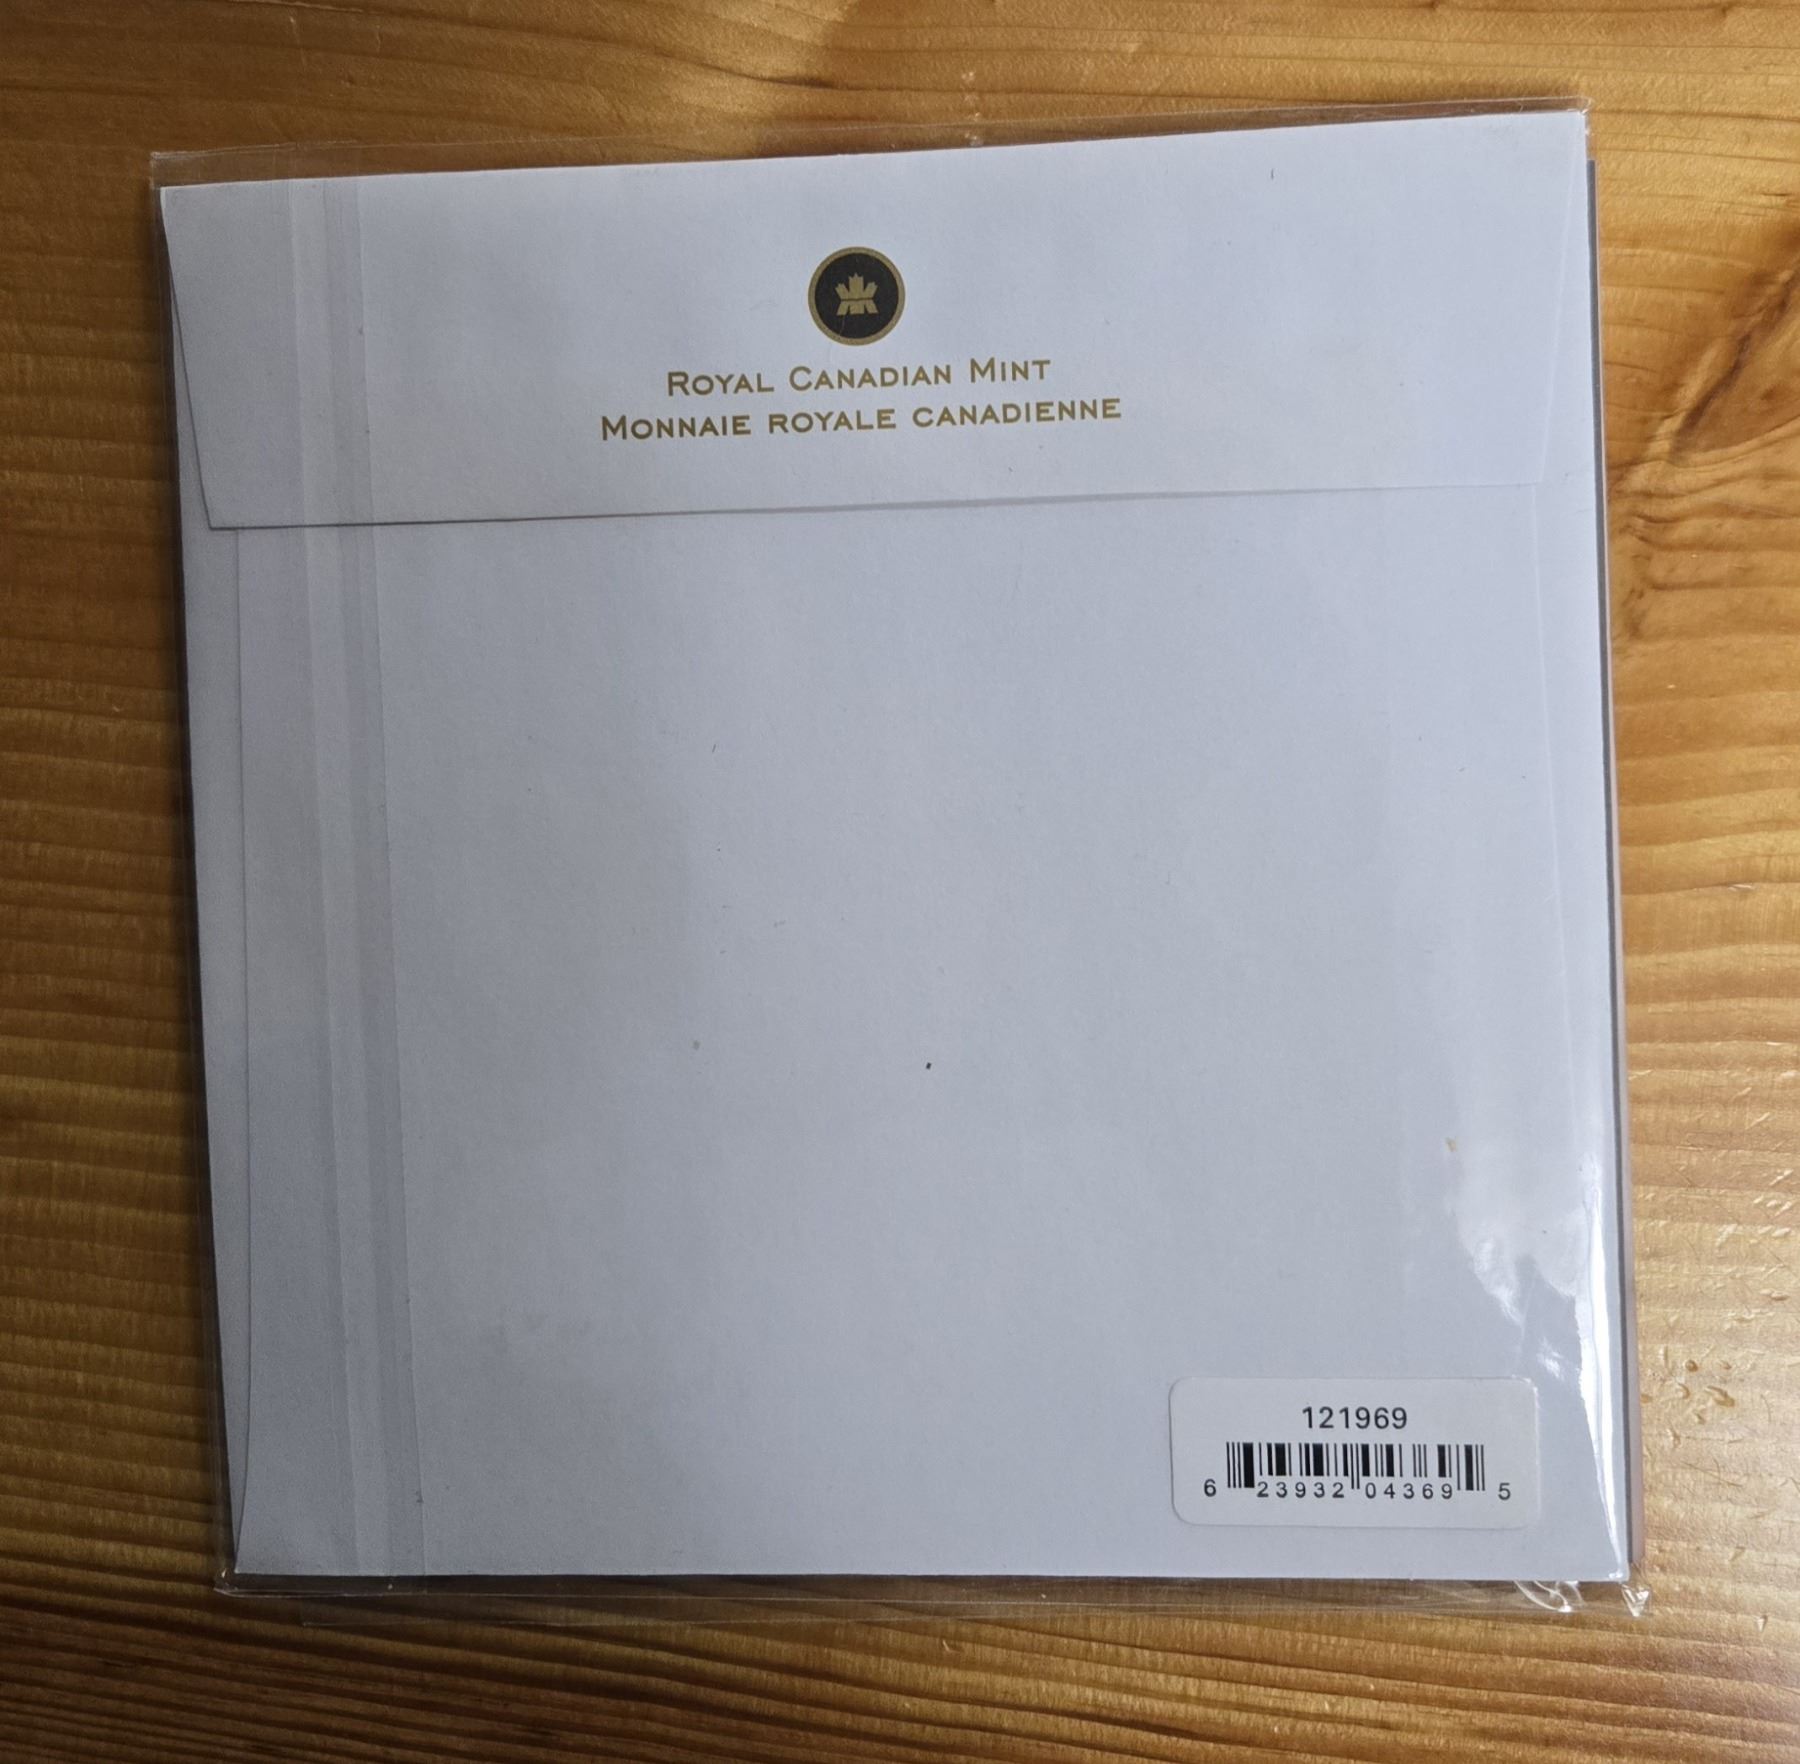 ROYAL CANADIAN MINT
MONNAIE ROYALE CANADIENNE
121969
6 23932 04369 5